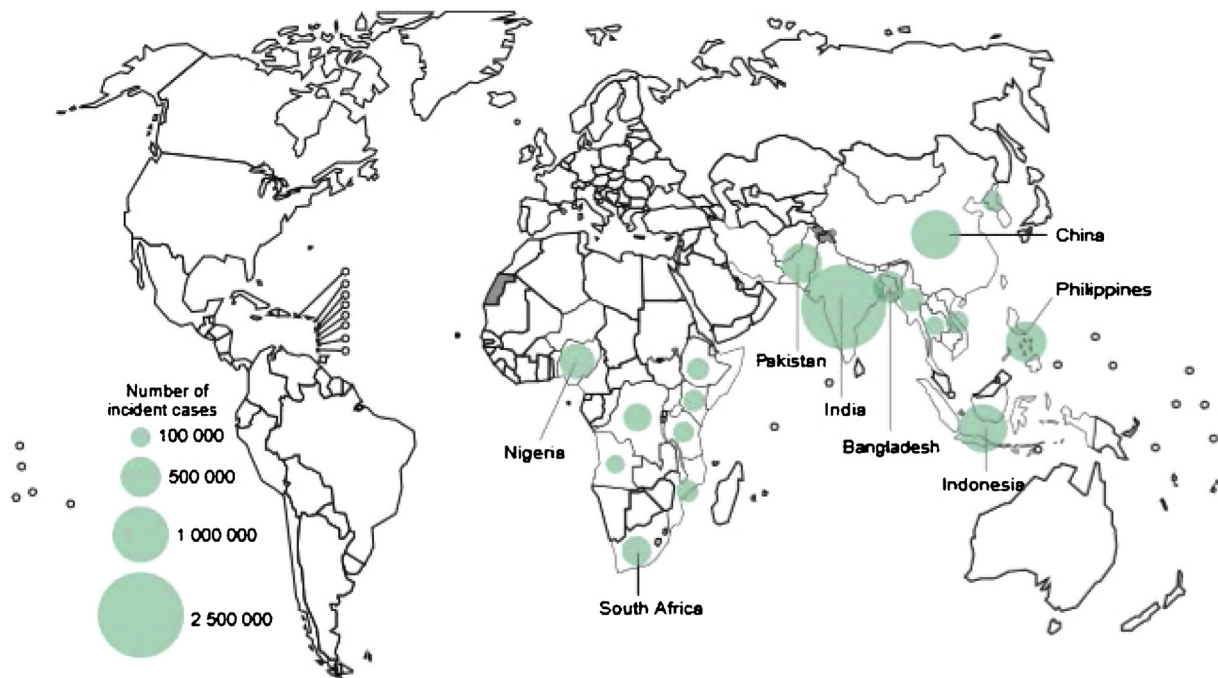 China
Philippines
Pakistan
India
Bangladesh
Nigeria
Indonesia
South Africa
Number of
incident cases
100 000
500 000
1 000 000
2 500 000